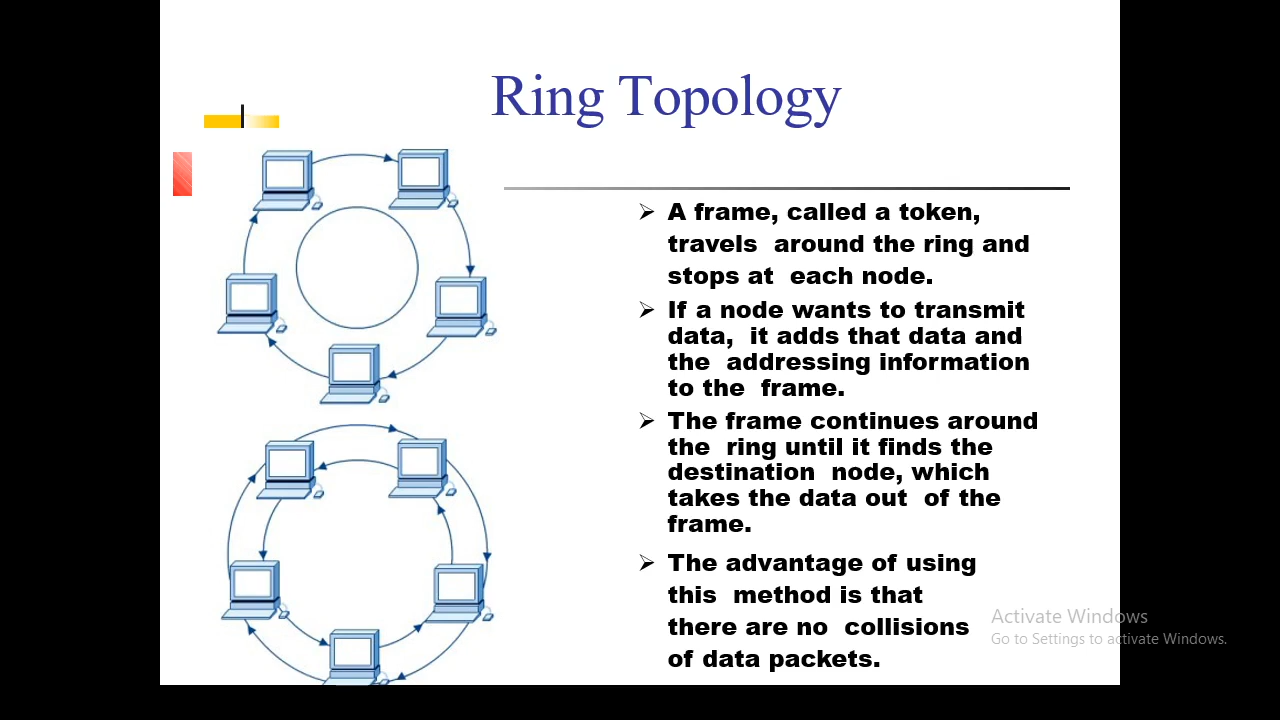 Ring Topology
A frame, called a token,
travels around the ring and
stops at each node.
If a node wants to transmit
data, it adds that data and
the addressing information
to the frame.
The frame continues around
the ring until it finds the
destination node, which
takes the data out of the
frame.
The advantage of using
this method is that
there are no collisions
of data packets.
Activate Windows
Go to Settings to activate Windows.